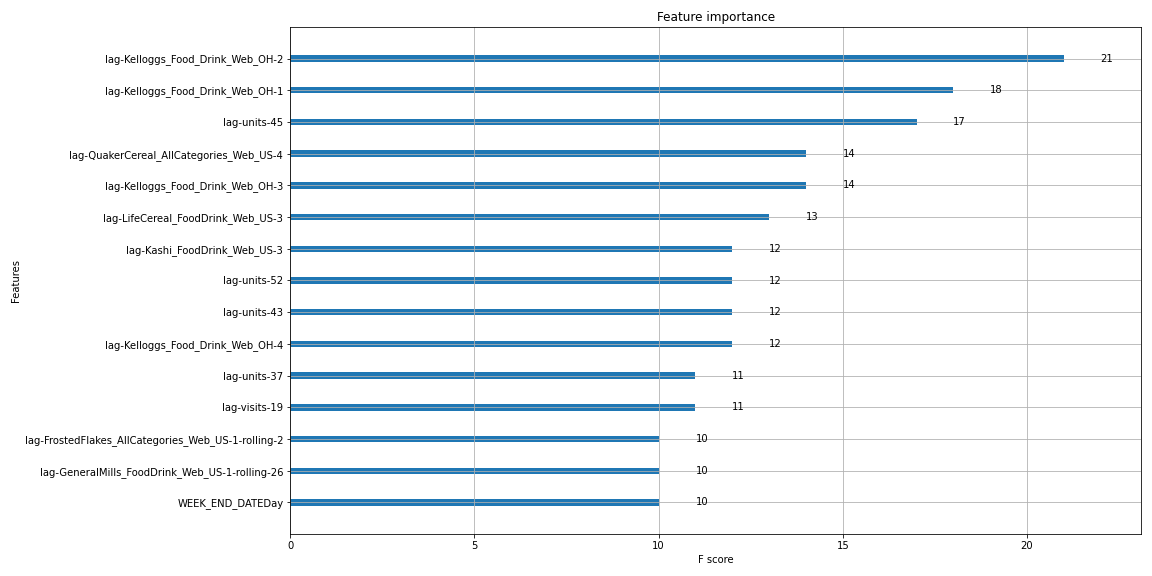 Feature importance
Features
lag-Kelloggs_Food_Drink_Web_OH-2 21
lag-Kelloggs_Food_Drink_Web_OH-1 18
lag-units-45 17
lag-QuakerCereal_AllCategories_Web_US-4 14
lag-Kelloggs_Food_Drink_Web_OH-3 14
lag-LifeCereal_FoodDrink_Web_US-3 13
lag-Kashi_FoodDrink_Web_US-3 12
lag-units-52 12
lag-units-43 12
lag-Kelloggs_Food_Drink_Web_OH-4 12
lag-units-37 11
lag-visits-19 11
lag-FrostedFlakes_AllCategories_Web_US-1-rolling-2 10
lag-GeneralMills_FoodDrink_Web_US-1-rolling-26 10
WEEK_END_DATEDay 10
0 5 10 15 20
F score